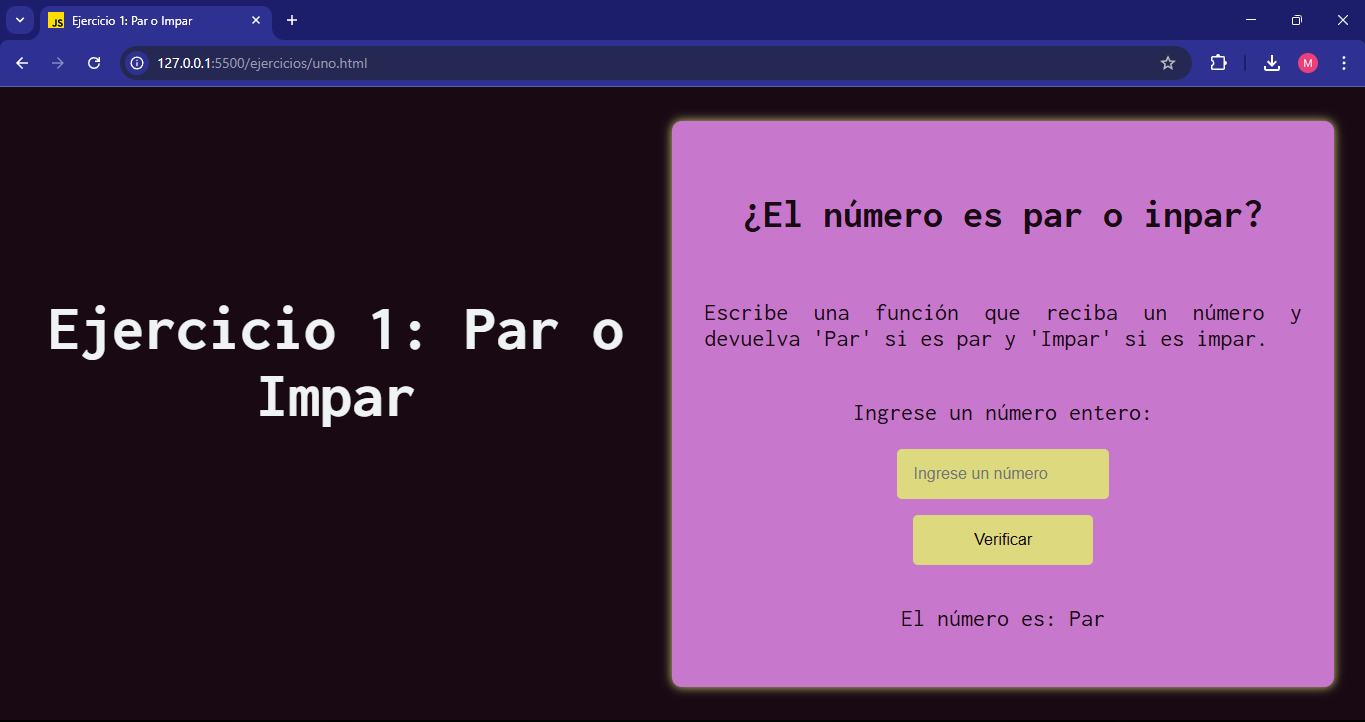 JS Ejercicio 1: Par o Impar
127.0.0.1:5500/ejercicios/uno.html
M
Ejercicio 1: Par o
Impar
¿El número es par o inpar?
Escribe una función que reciba un número y
devuelva 'Par' si es par y 'Impar' si es impar.
Ingrese un número entero:
Ingrese un número
Verificar
El número es: Par